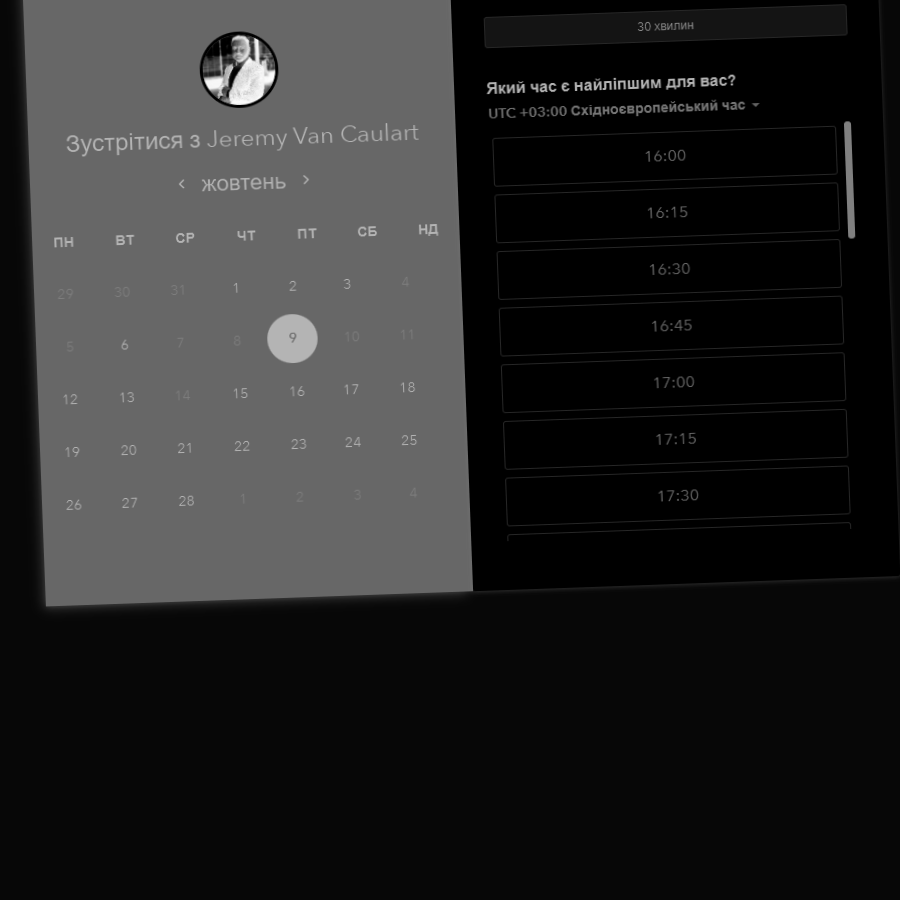 Зустрітися з Jeremy Van Caulart
‹ жовтень ›
ПН ВТ СР ЧТ ПТ СБ НД
29 30 31 1 2 3 4
5 6 7 8 9 10 11
12 13 14 15 16 17 18
19 20 21 22 23 24 25
26 27 28 1 2 3 4
30 хвилин
Який час є найліпшим для вас?
UTC +03:00 Східноєвропейський час
16:00
16:15
16:30
16:45
17:00
17:15
17:30